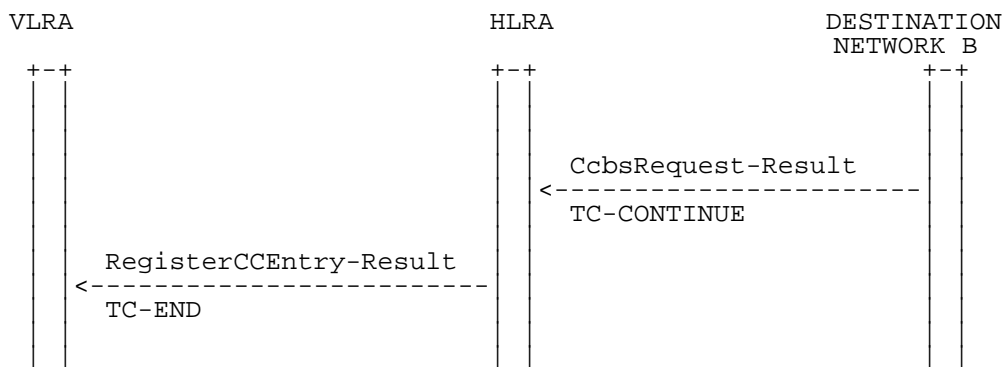 VLRA HLRA DESTINATION
NETWORK B
CcbsRequest-Result
TC-CONTINUE
RegisterCCEntry-Result
TC-END